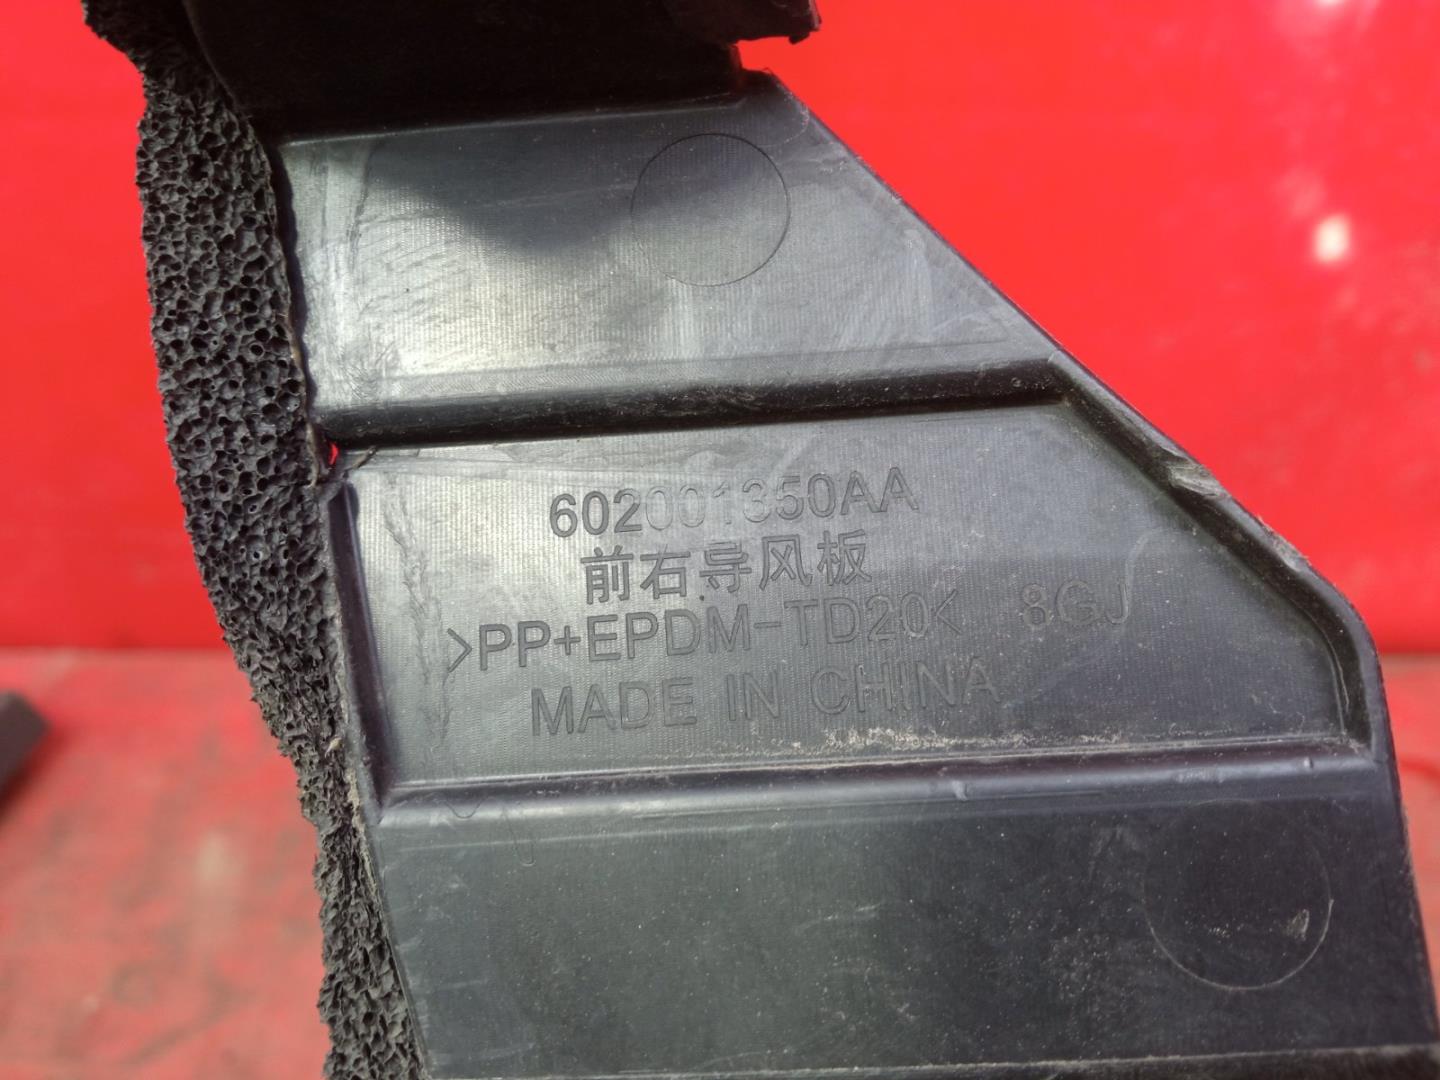 602001350AA
前右导风板
>PP+EPDM-TD20< 8GJ
MADE IN CHINA